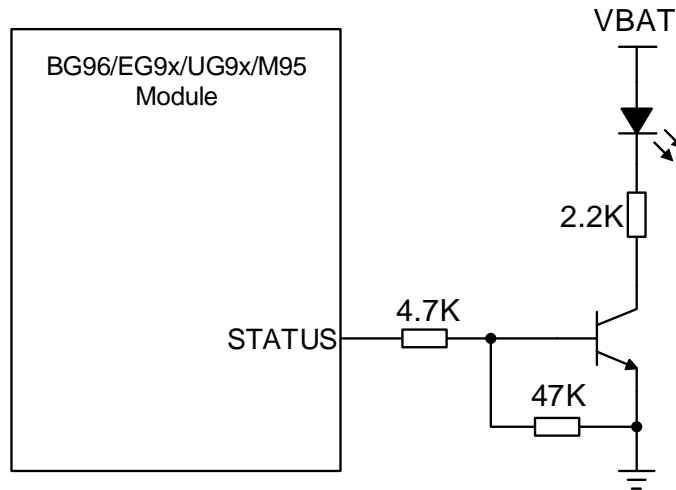 VBAT
BG96/EG9x/UG9x/M95
Module
2.2K
4.7K
STATUS
47K